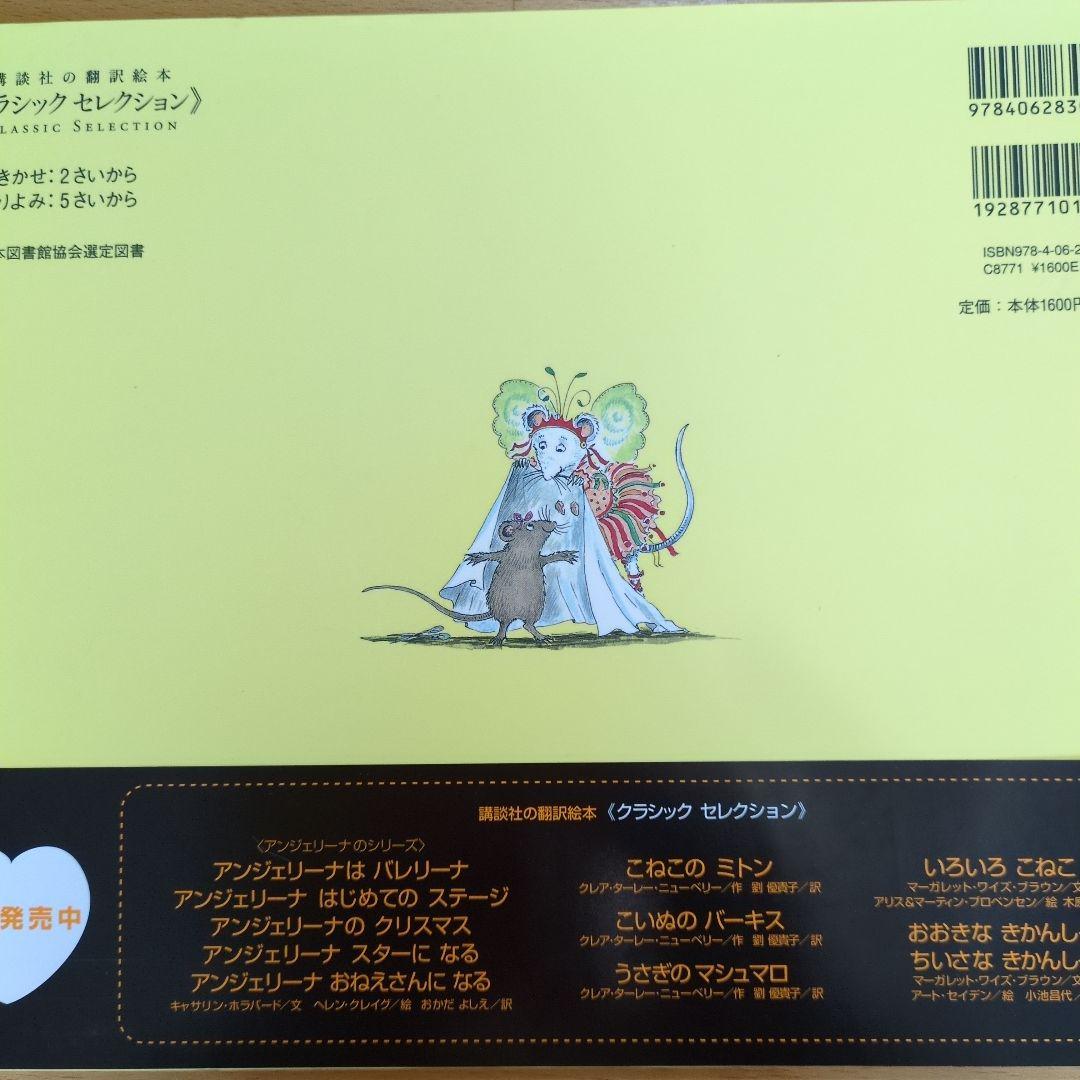 講談社の翻訳絵本
ラシック セレクション》
LASSIC SELECTION
きかせ：2さいから
りよみ：5さいから
本図書館協会選定図書
978406283
192877101
ISBN978-4-06-2
C8771 ¥1600E
定価：本体1600円
発売中
講談社の翻訳絵本《クラシック セレクション》
〈アンジェリーナのシリーズ〉
アンジェリーナは バレリーナ
アンジェリーナ はじめての ステージ
アンジェリーナの クリスマス
アンジェリーナ スターに なる
アンジェリーナ おねえさんに なる
キャサリン・ホラバード／文 ヘレン・クレイグ／絵 おかだ よしえ／訳
こねこの ミトン
クレア・ターレー・ニューベリー／作 劉 優貴子／訳
こいぬの バーキス
クレア・ターレー・ニューベリー／作 劉 優貴子／訳
うさぎの マシュマロ
クレア・ターレー・ニューベリー／作 劉 優貴子／訳
いろいろ こねこ
マーガレット・ワイズ・ブラウン／文
アリス&マーティン・プロベンセン／絵 木
おおきな きかんし
ちいさな きかんし
マーガレット・ワイズ・ブラウン／文
アート・セイデン／絵 小池昌代／